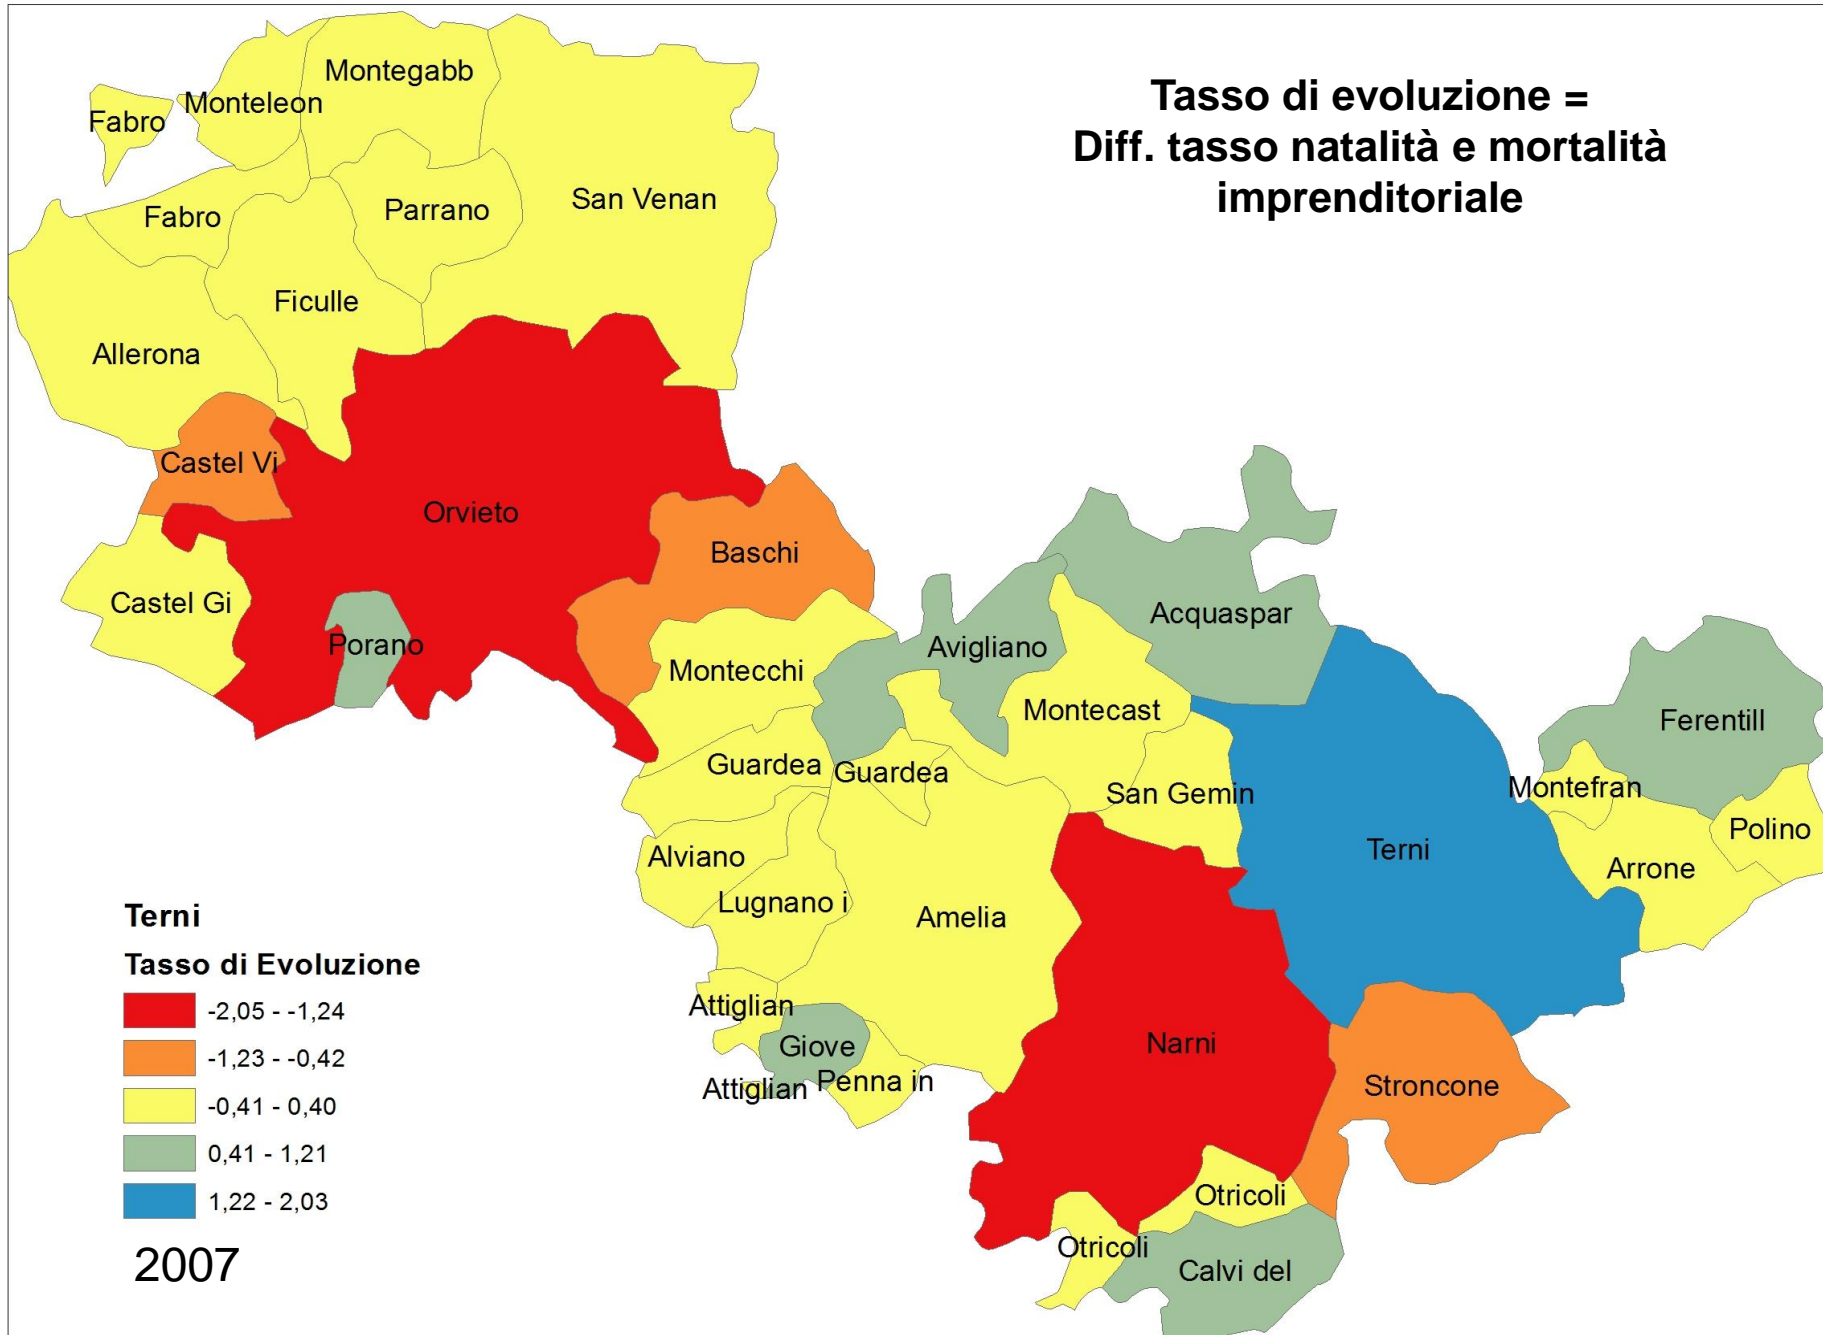 Tasso di evoluzione =
Diff. tasso natalità e mortalità
imprenditoriale
Montegabb
Monteleon
Fabro
San Venan
Parrano
Fabro
Ficulle
Allerona
Castel Vi
Orvieto
Baschi
Castel Gi
Acquaspar
Porano
Avigliano
Montecchi
Montecast
Ferentill
Guardea
Guardea
Montefran
San Gemin
Polino
Terni
Alviano
Arrone
Lugnano i
Amelia
Attiglian
Giove
Narni
Attiglian
Penna in
Stroncone
Otricoli
Otricoli
Calvi del
Terni
Tasso di Evoluzione
-2,05 - -1,24
-1,23 - -0,42
-0,41 - 0,40
0,41 - 1,21
1,22 - 2,03
2007